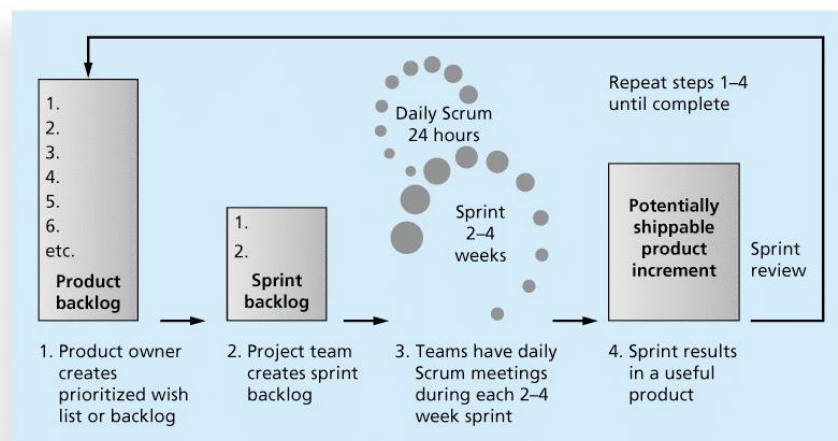 1.
2.
3.
4.
5.
6.
etc.
Product
backlog
1.
2.
Sprint
backlog
Daily Scrum
24 hours
Sprint
2–4
weeks
Repeat steps 1–4
until complete
Potentially
shippable
product
increment
Sprint
review
1. Product owner
creates
prioritized wish
list or backlog
2. Project team
creates sprint
backlog
3. Teams have daily
Scrum meetings
during each 2–4
week sprint
4. Sprint results
in a useful
product